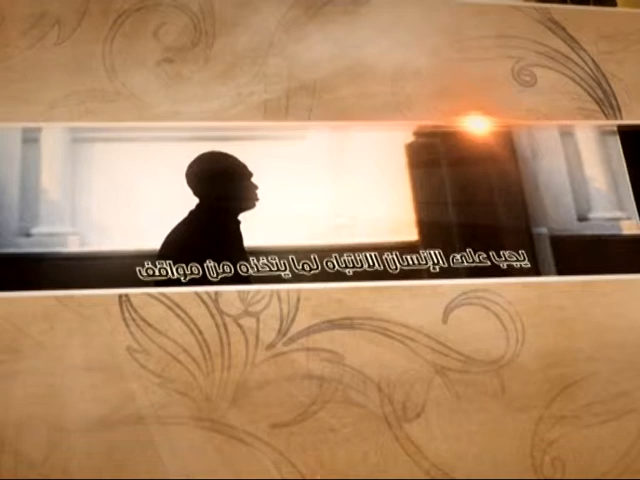 يجب على الإنسان الانتباه لما يتخذه من مواقف